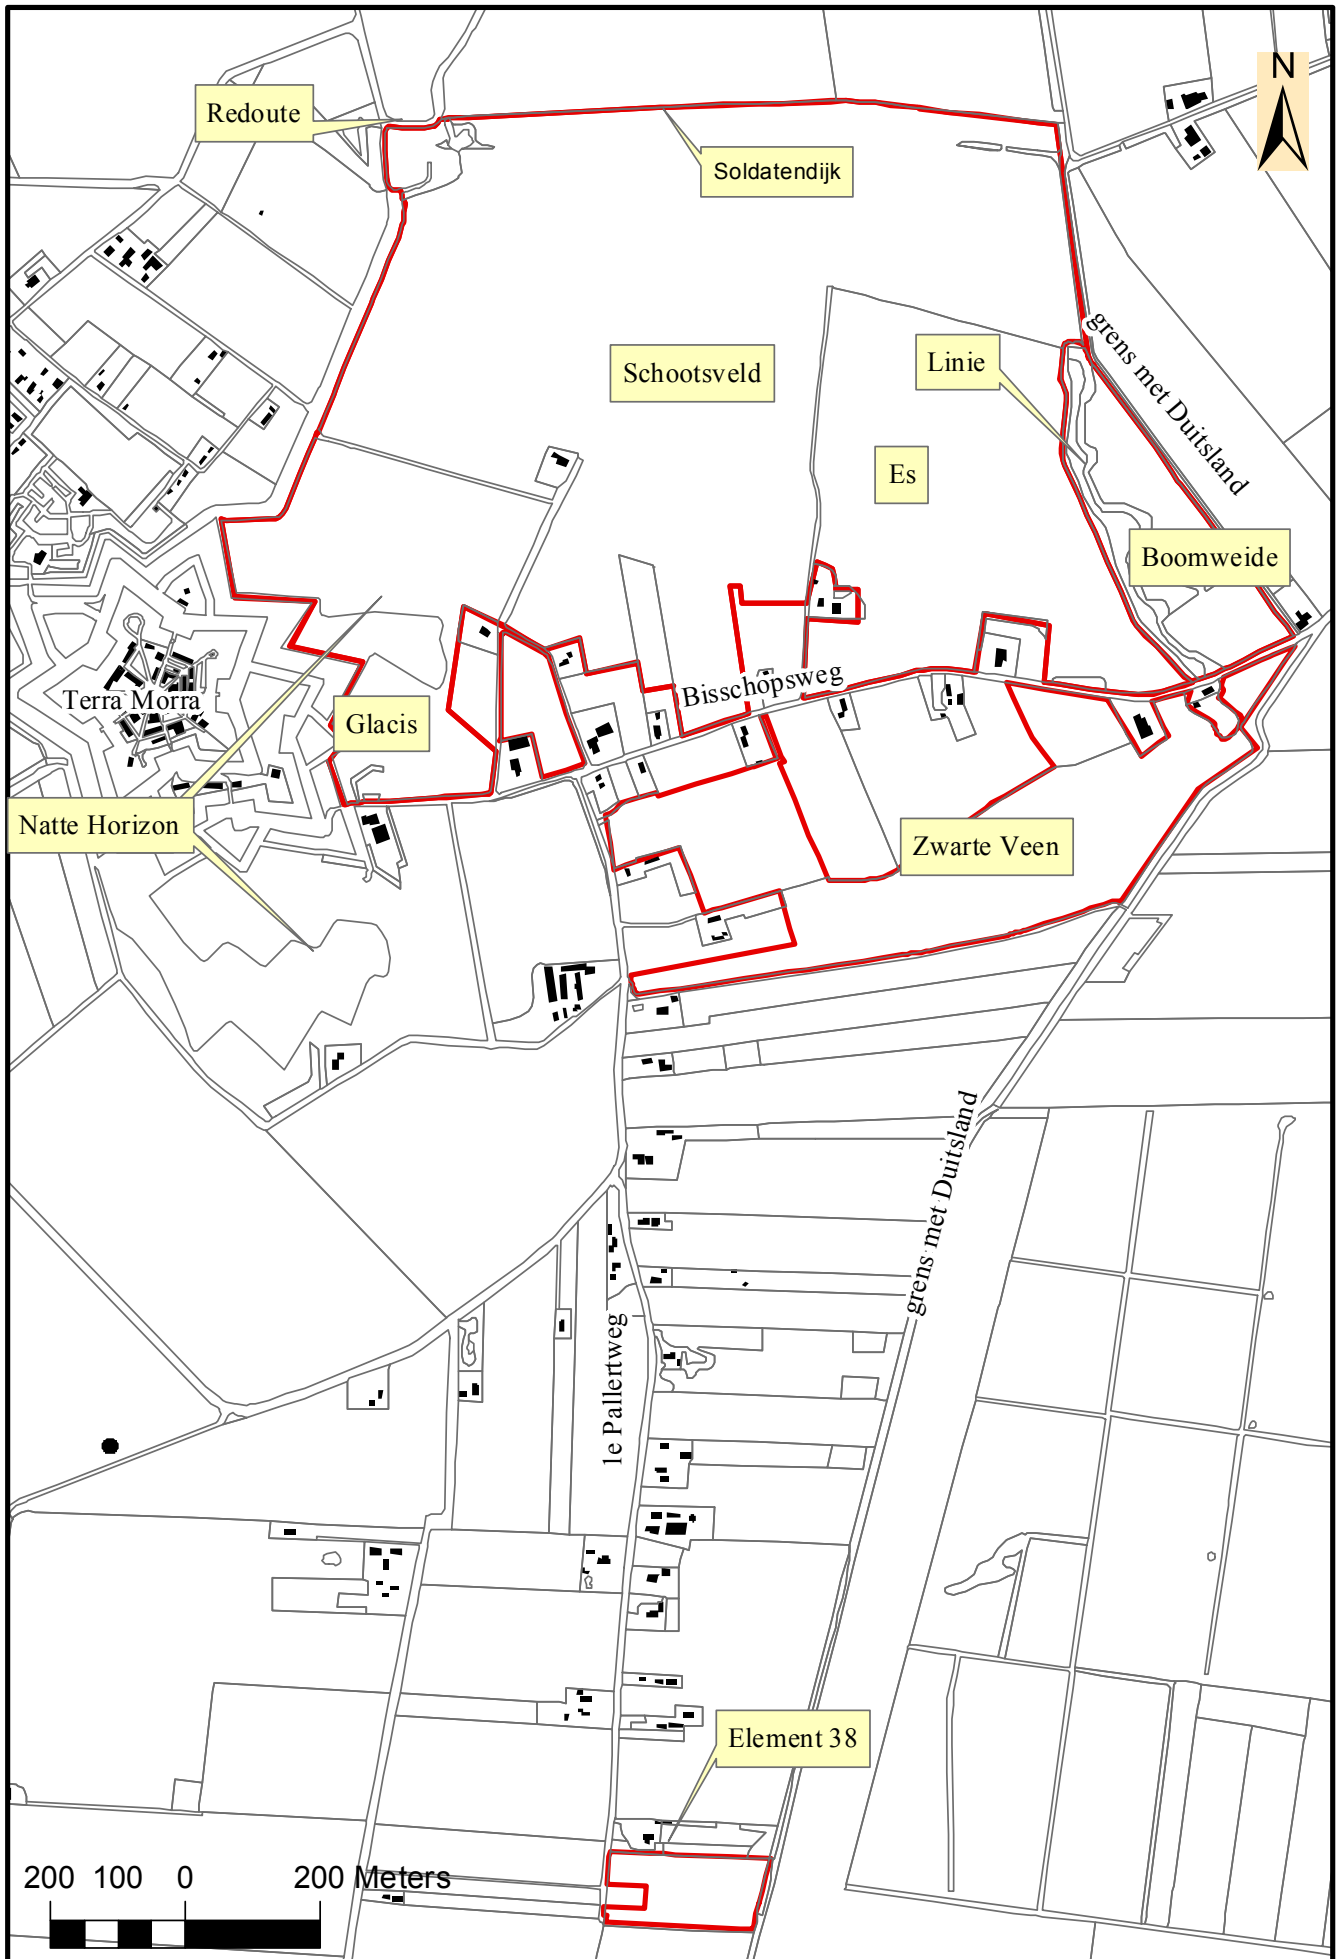 N
Redoute
Soldatendijk
grens met Duitsland
Linie
Schootsveld
Es
Boomweide
Terra Morra
Bisschopsweg
Glacis
Natte Horizon
Zwarte Veen
grens met Duitsland
1e Pallertweg
Element 38
200 100 0 200 Meters